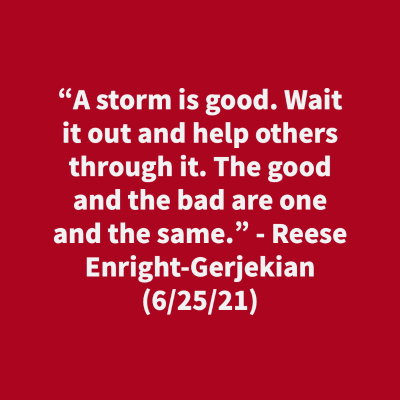 “A storm is good. Wait
it out and help others
through it. The good
and the bad are one
and the same.” - Reese
Enright-Gerjekian
(6/25/21)